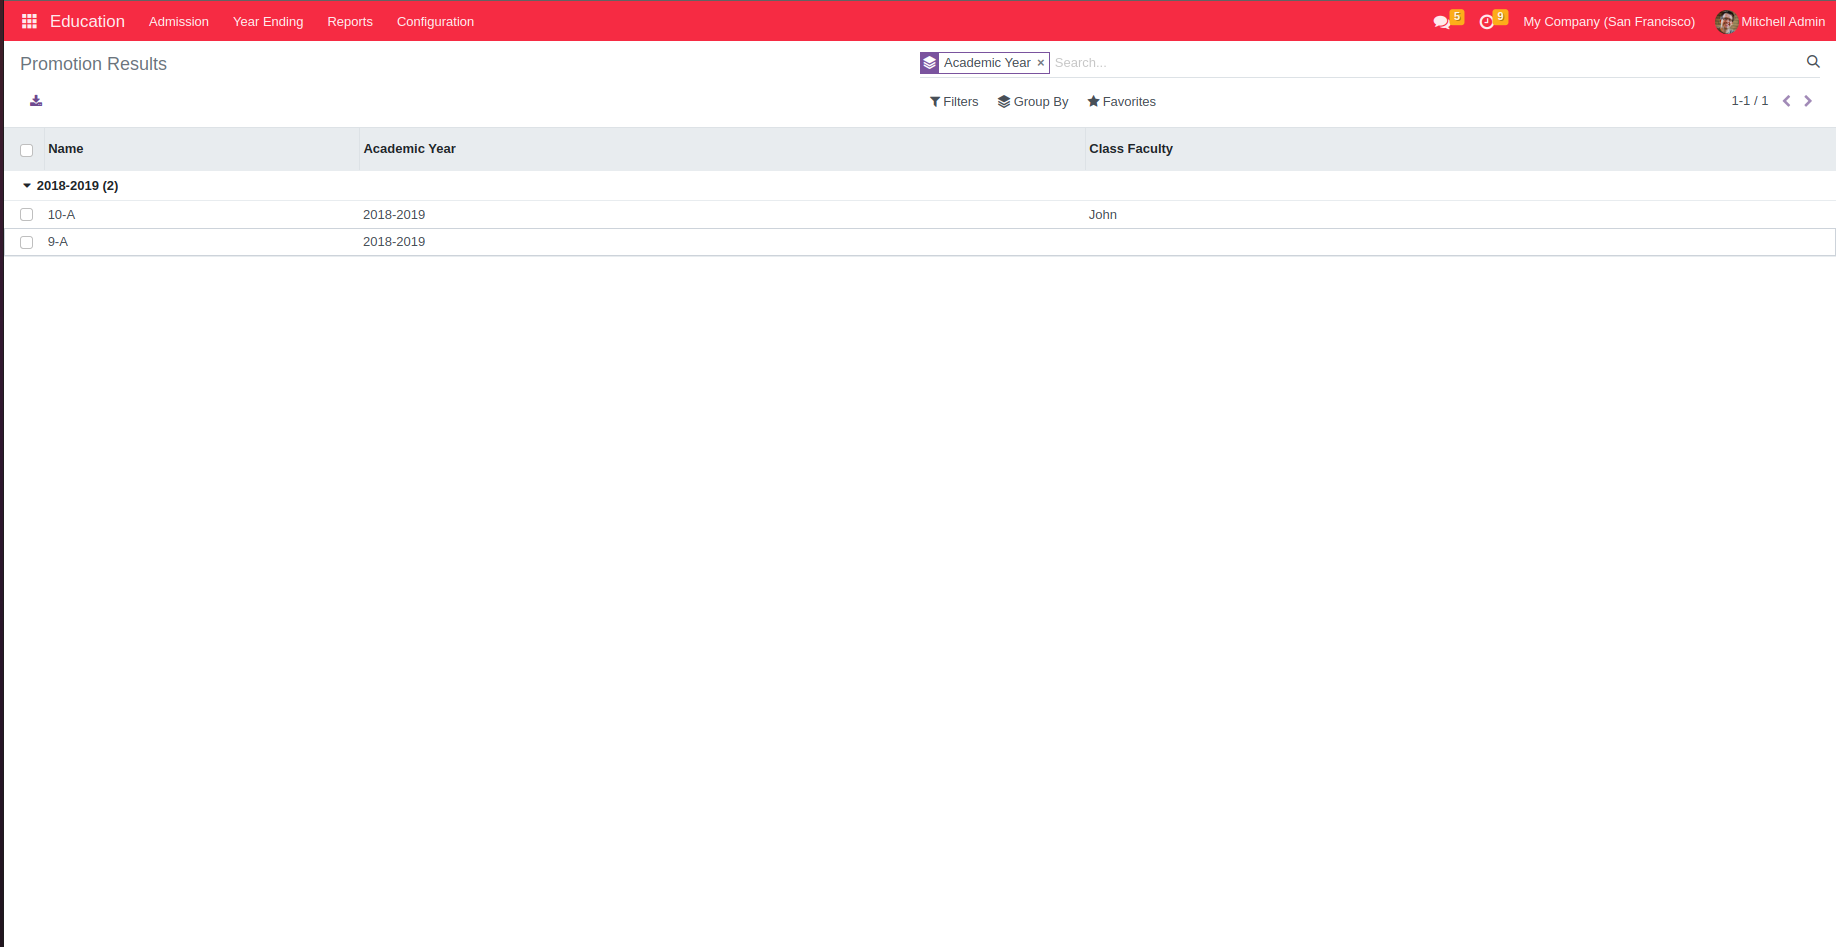 Education Admission Year Ending Reports Configuration 5 9 My Company (San Francisco) Mitchell Admin
Promotion Results Academic Year × Search...
Filters Group By Favorites 1-1 / 1
Name Academic Year Class Faculty
2018-2019 (2)
10-A 2018-2019 John
9-A 2018-2019